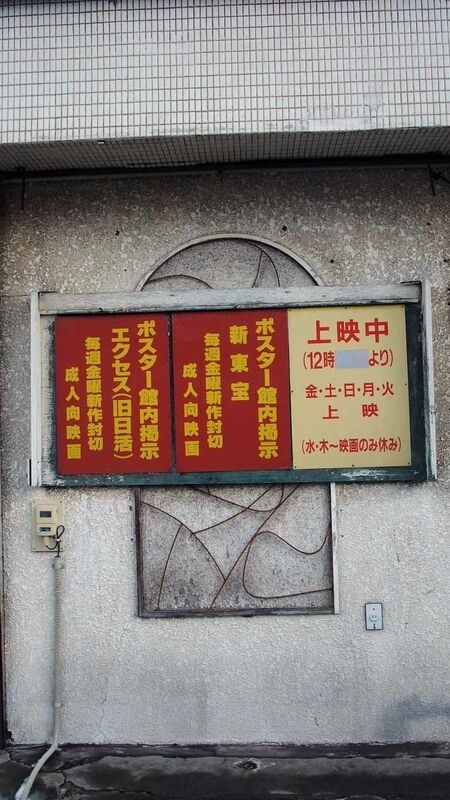 ポスター館内掲示
エクセス(旧日活)
毎週金曜新作封切
成人向映画
ポスター館内掲示
新東宝
毎週金曜新作封切
成人向映画
上映中
(12時 より)
金・土・日・月・火
上映
(水・木～映画のみ休み)